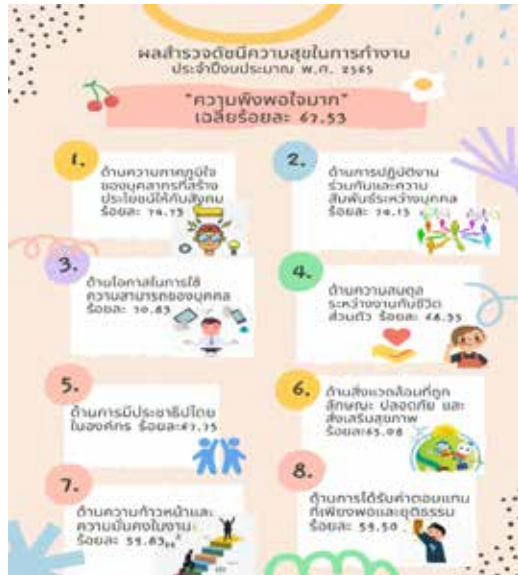 ผลสำรวจดัชนีความสุขในการทำงาน
ประจำปีงบประมาณ พ.ศ. 2565
"ความพึงพอใจมาก"
เฉลี่ยร้อยละ 67.53
1.
ด้านความภาคภูมิใจ
ของบุคลากรที่สร้าง
ประโยชน์ให้กับสังคม
ร้อยละ
2.
ด้านการปฏิบัติงาน
ร่วมกันและความ
สัมพันธ์ระหว่างบุคคล
ร้อยละ
3.
ด้านโอกาสในการใช้
ความสามารถของบุคคล
ร้อยละ 70.83
4.
ด้านความสมดุล
ระหว่างงานกับชีวิต
ส่วนตัว ร้อยละ
5.
ด้านการมีประชาธิปไตย
ในองค์กร ร้อยละ
6.
ด้านสิ่งแวดล้อมที่ถูก
ลักษณะ ปลอดภัย และ
ส่งเสริมสุขภาพ
ร้อยละ65.08
7.
ด้านความก้าวหน้าและ
ความมั่นคงในงาน
ร้อยละ 59.83
8.
ด้านการได้รับค่าตอบแทน
ที่เพียงพอและยุติธรรม
ร้อยละ 59.50